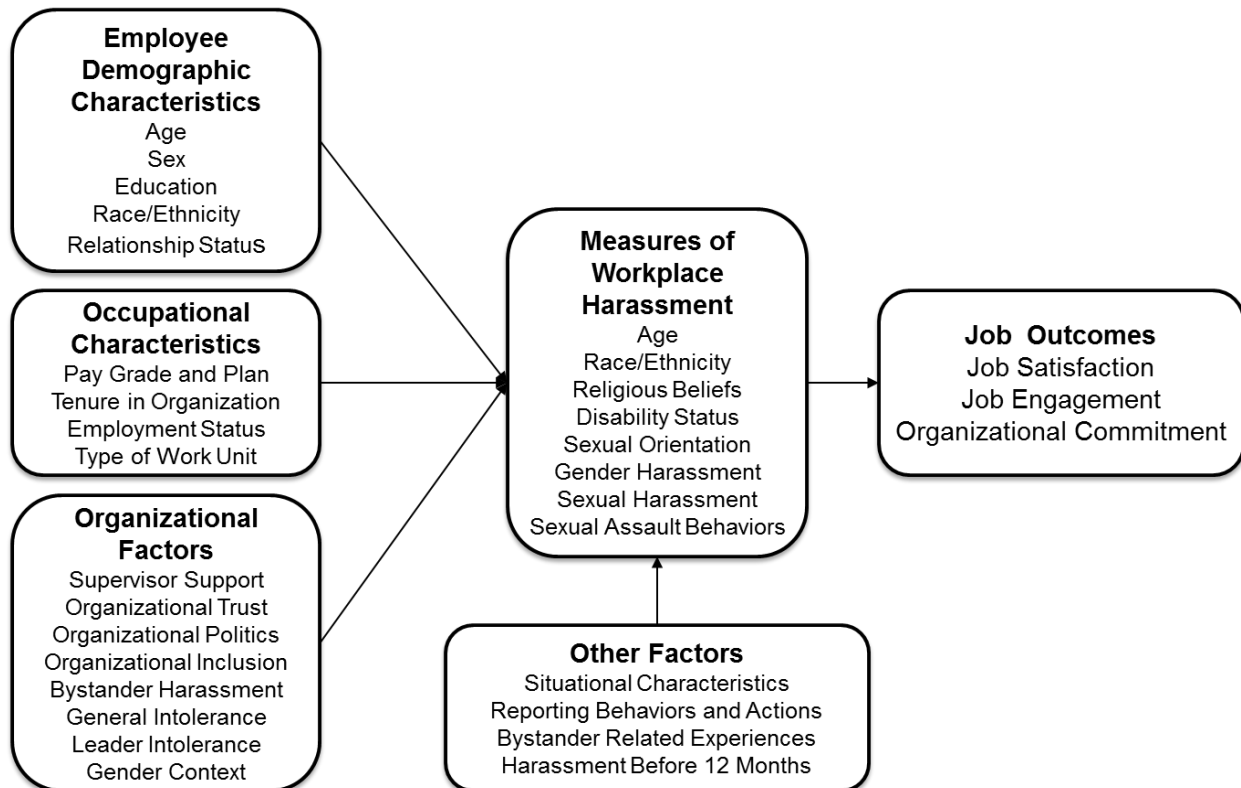 Employee
Demographic
Characteristics
Age
Sex
Education
Race/Ethnicity
Relationship Status
Occupational
Characteristics
Pay Grade and Plan
Tenure in Organization
Employment Status
Type of Work Unit
Organizational
Factors
Supervisor Support
Organizational Trust
Organizational Politics
Organizational Inclusion
Bystander Harassment
General Intolerance
Leader Intolerance
Gender Context
Measures of
Workplace
Harassment
Age
Race/Ethnicity
Religious Beliefs
Disability Status
Sexual Orientation
Gender Harassment
Sexual Harassment
Sexual Assault Behaviors
Other Factors
Situational Characteristics
Reporting Behaviors and Actions
Bystander Related Experiences
Harassment Before 12 Months
Job Outcomes
Job Satisfaction
Job Engagement
Organizational Commitment